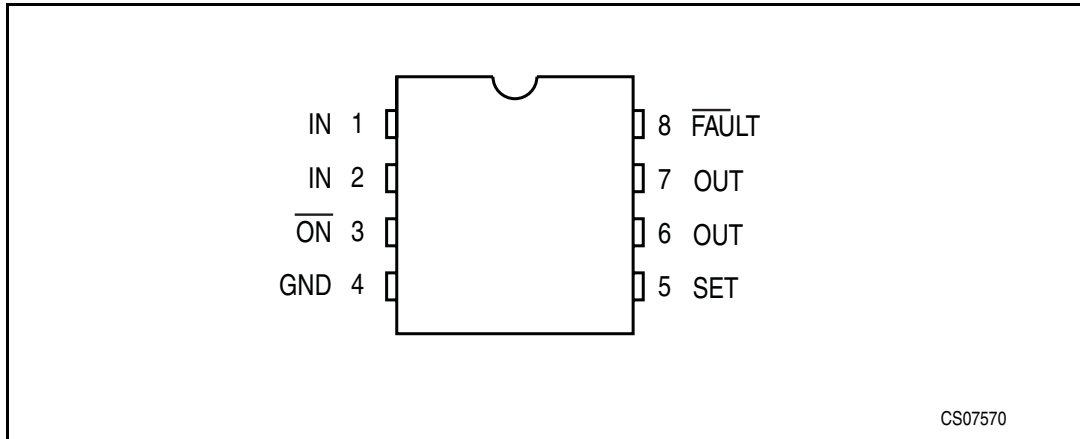 IN 1
IN 2
ON 3
GND 4
8 FAULT
7 OUT
6 OUT
5 SET
CS07570